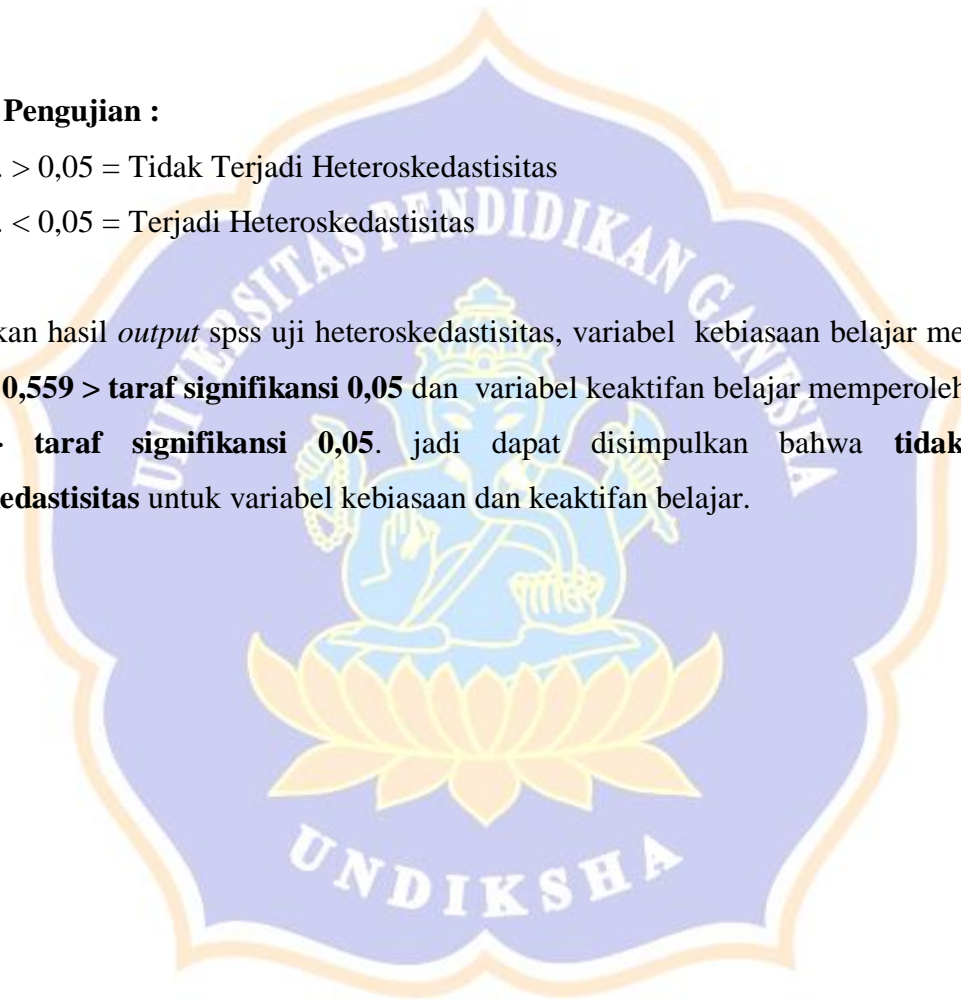 Pengujian :
. > 0,05 = Tidak Terjadi Heteroskedastisitas
. < 0,05 = Terjadi Heteroskedastisitas
UNIVERSITAS PENDIDIKAN GANESHA
kan hasil output spss uji heteroskedastisitas, variabel kebiasaan belajar me
0,559 > taraf signifikansi 0,05 dan variabel keaktifan belajar memperoleh
> taraf signifikansi 0,05. jadi dapat disimpulkan bahwa tidak
edastisitas untuk variabel kebiasaan dan keaktifan belajar.
UNDIKSHA